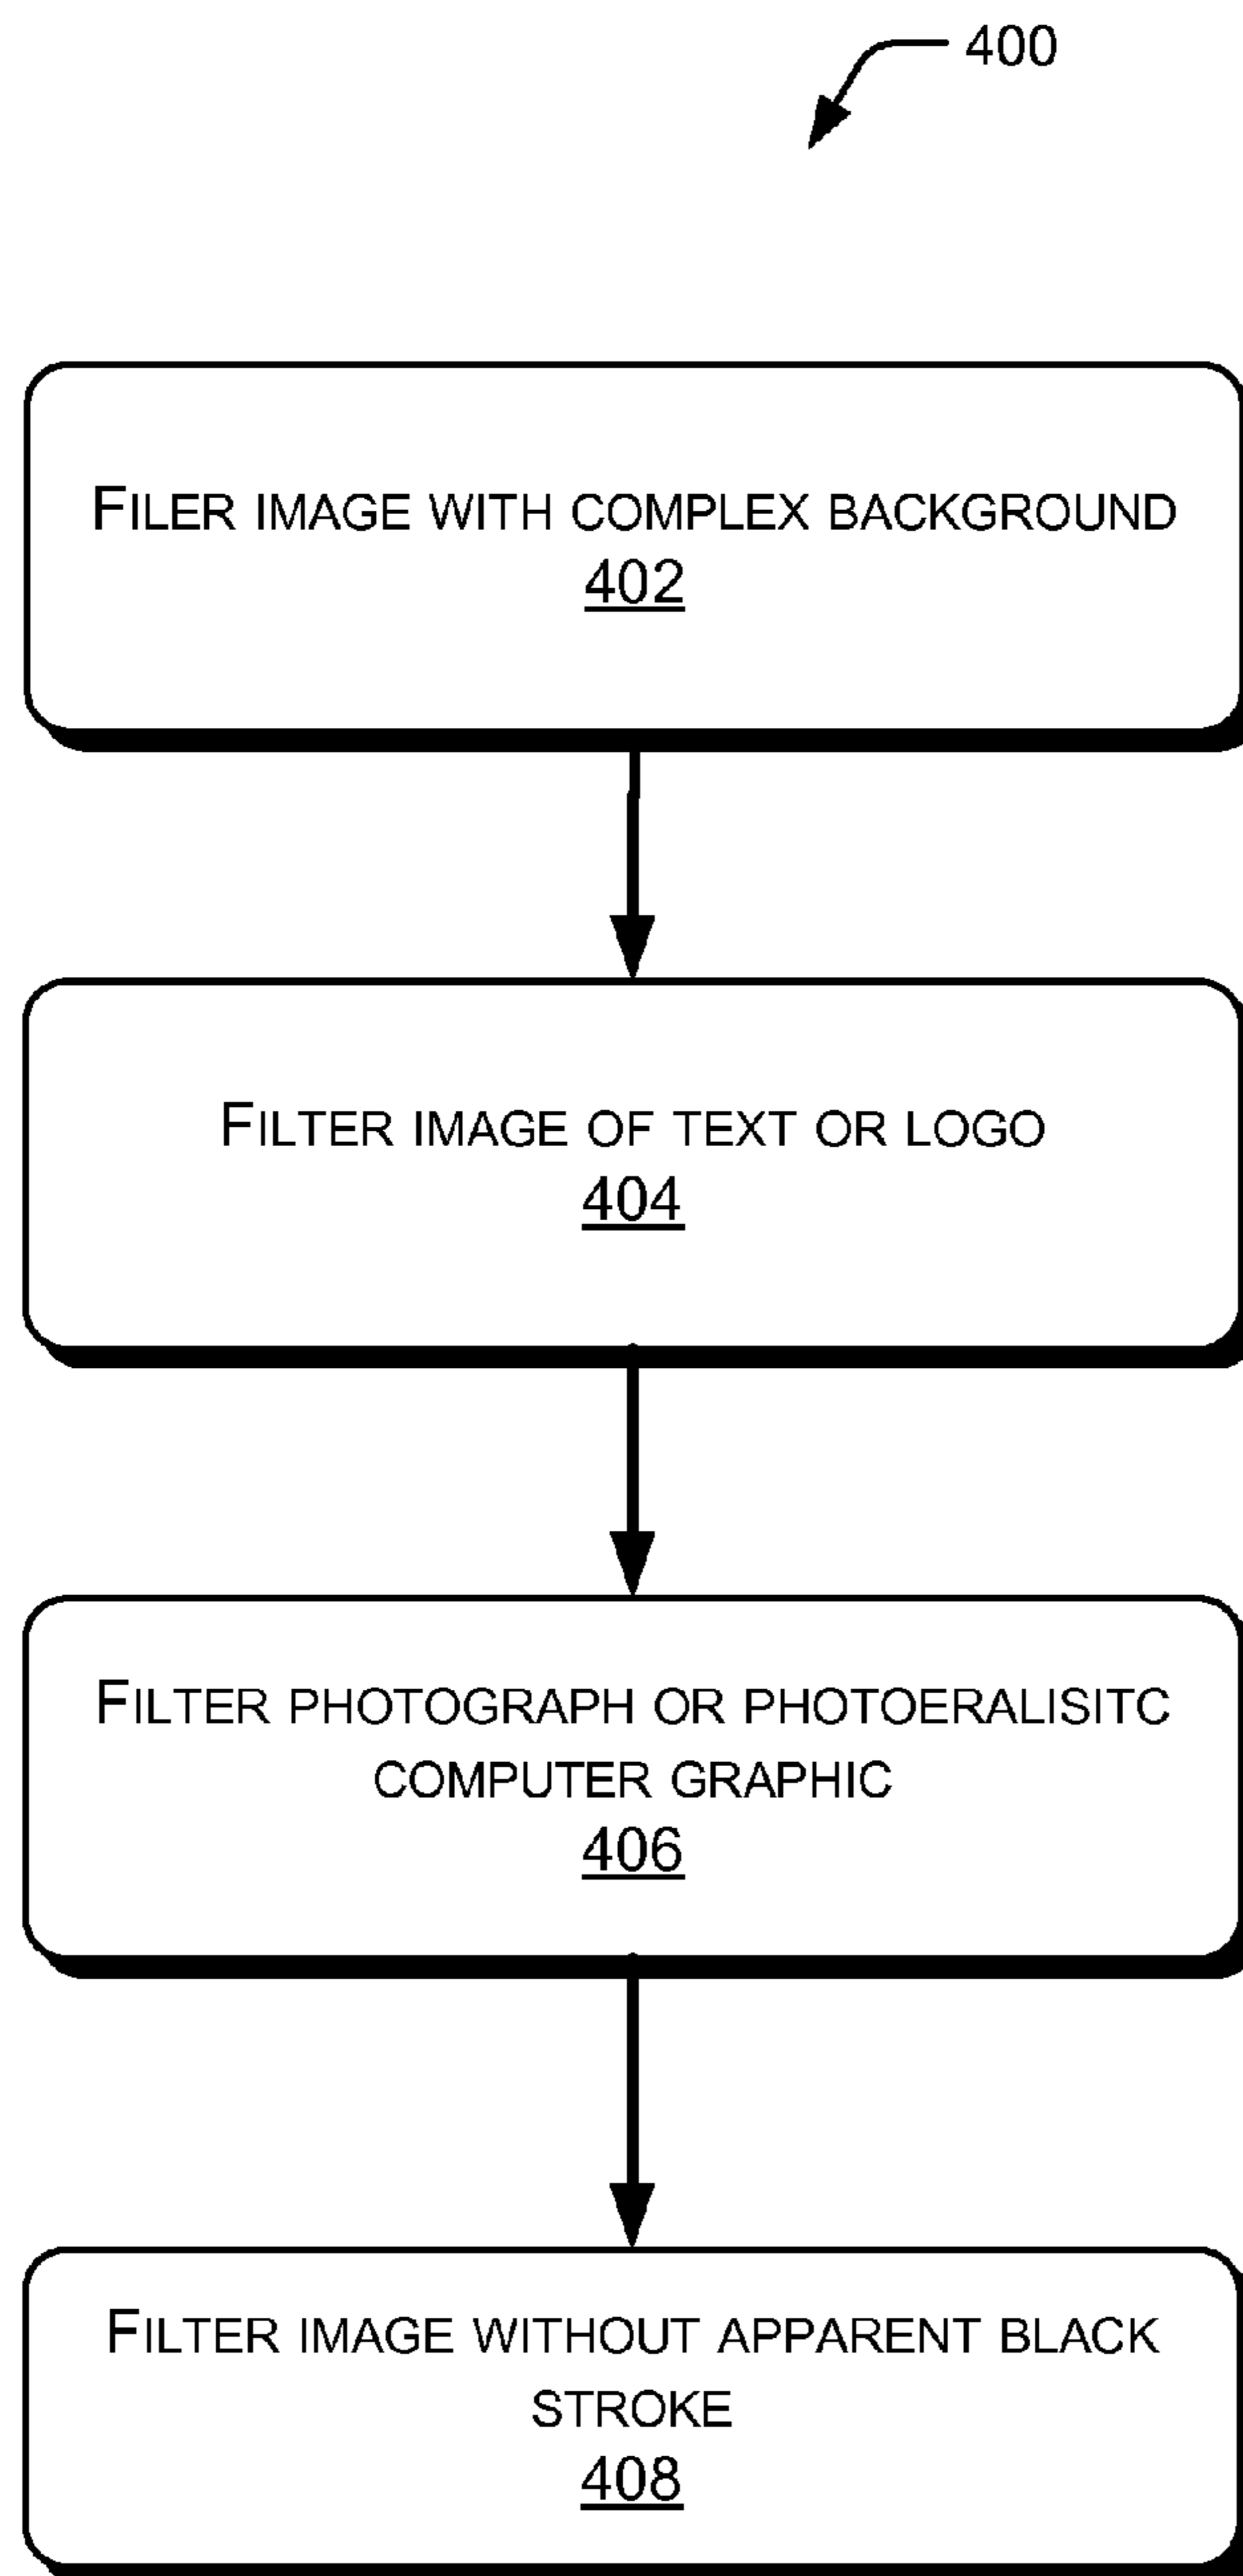 400
FILER IMAGE WITH COMPLEX BACKGROUND
402
FILTER IMAGE OF TEXT OR LOGO
404
FILTER PHOTOGRAPH OR PHOTOERALISITC
COMPUTER GRAPHIC
406
FILTER IMAGE WITHOUT APPARENT BLACK
STROKE
408